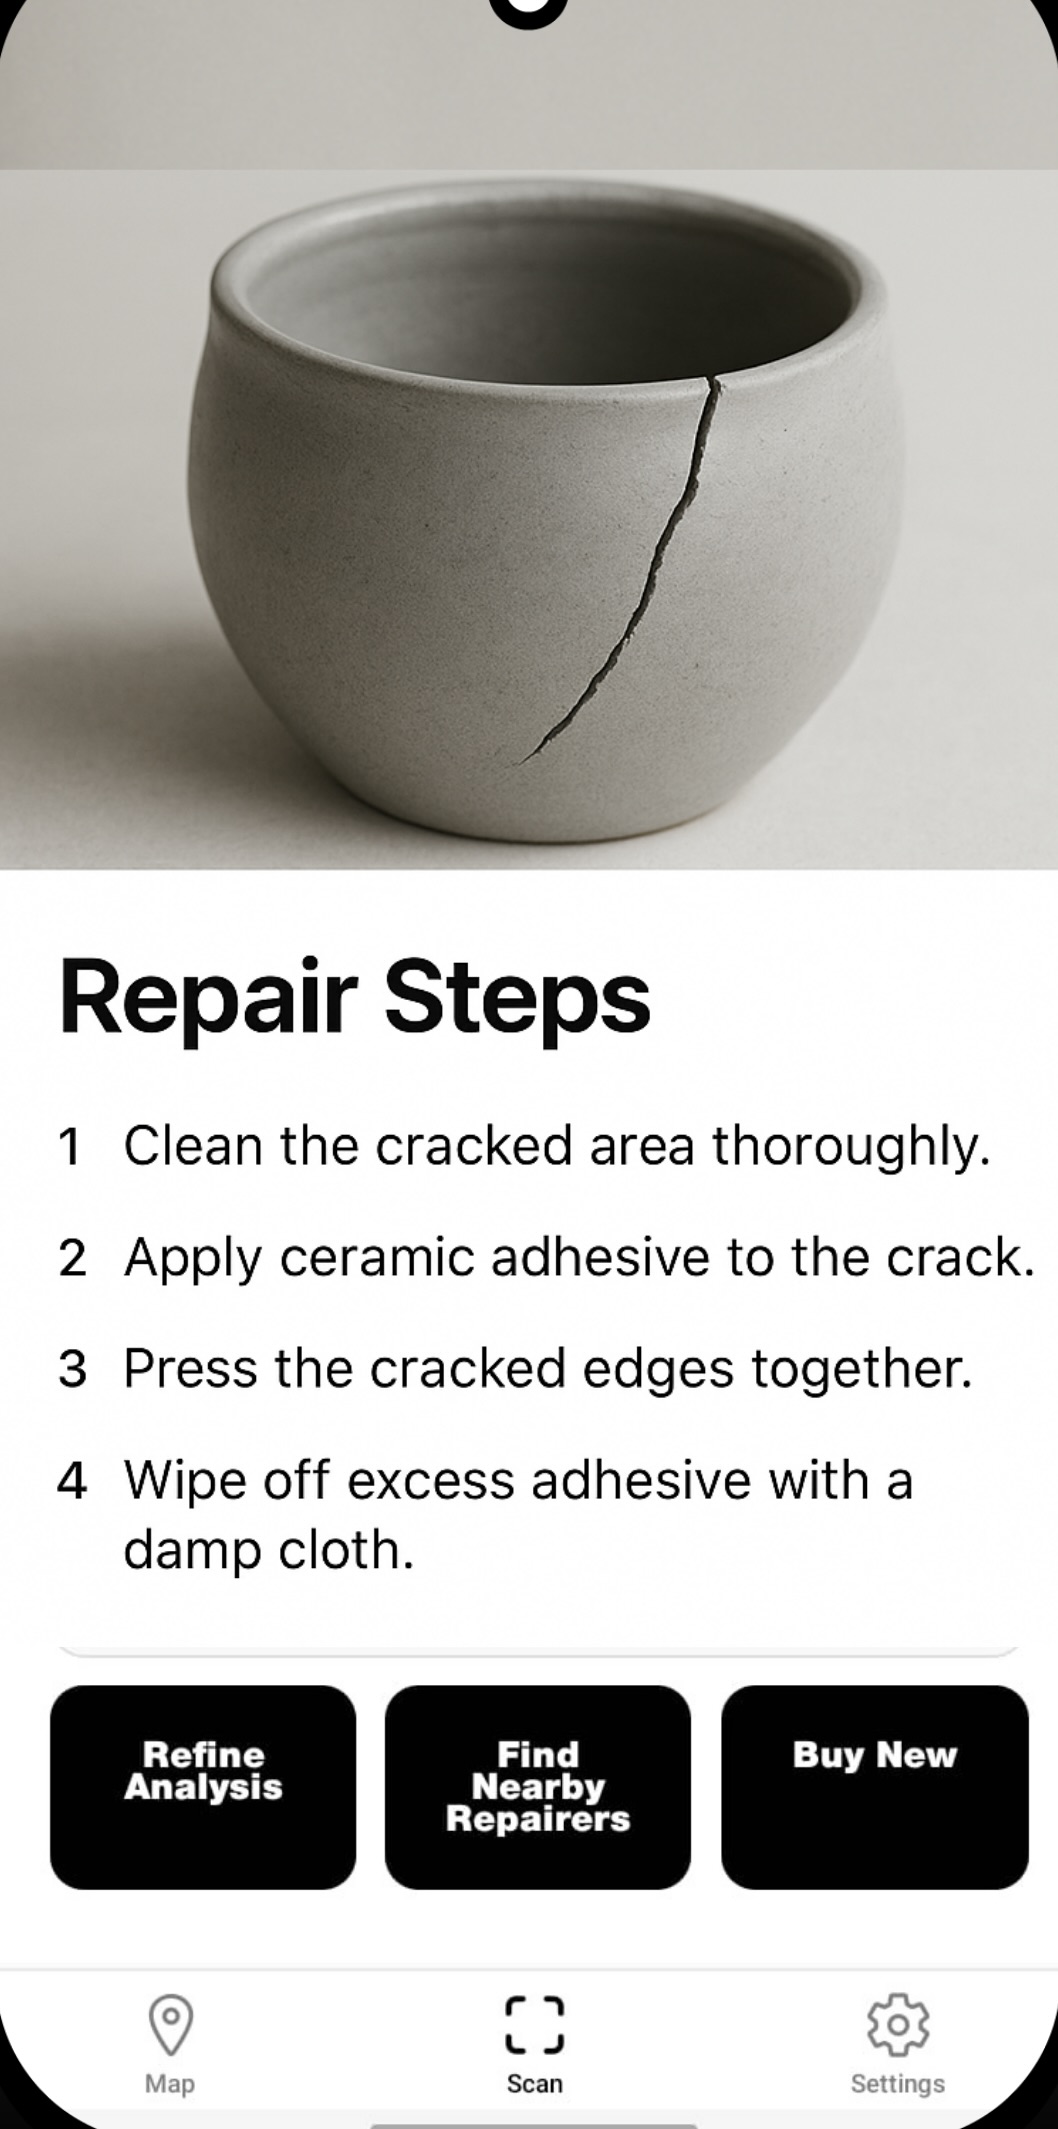 Repair Steps
1 Clean the cracked area thoroughly.
2 Apply ceramic adhesive to the crack.
3 Press the cracked edges together.
4 Wipe off excess adhesive with a
damp cloth.
Refine
Analysis
Find
Nearby
Repairers
Buy New
Map
Scan
Settings